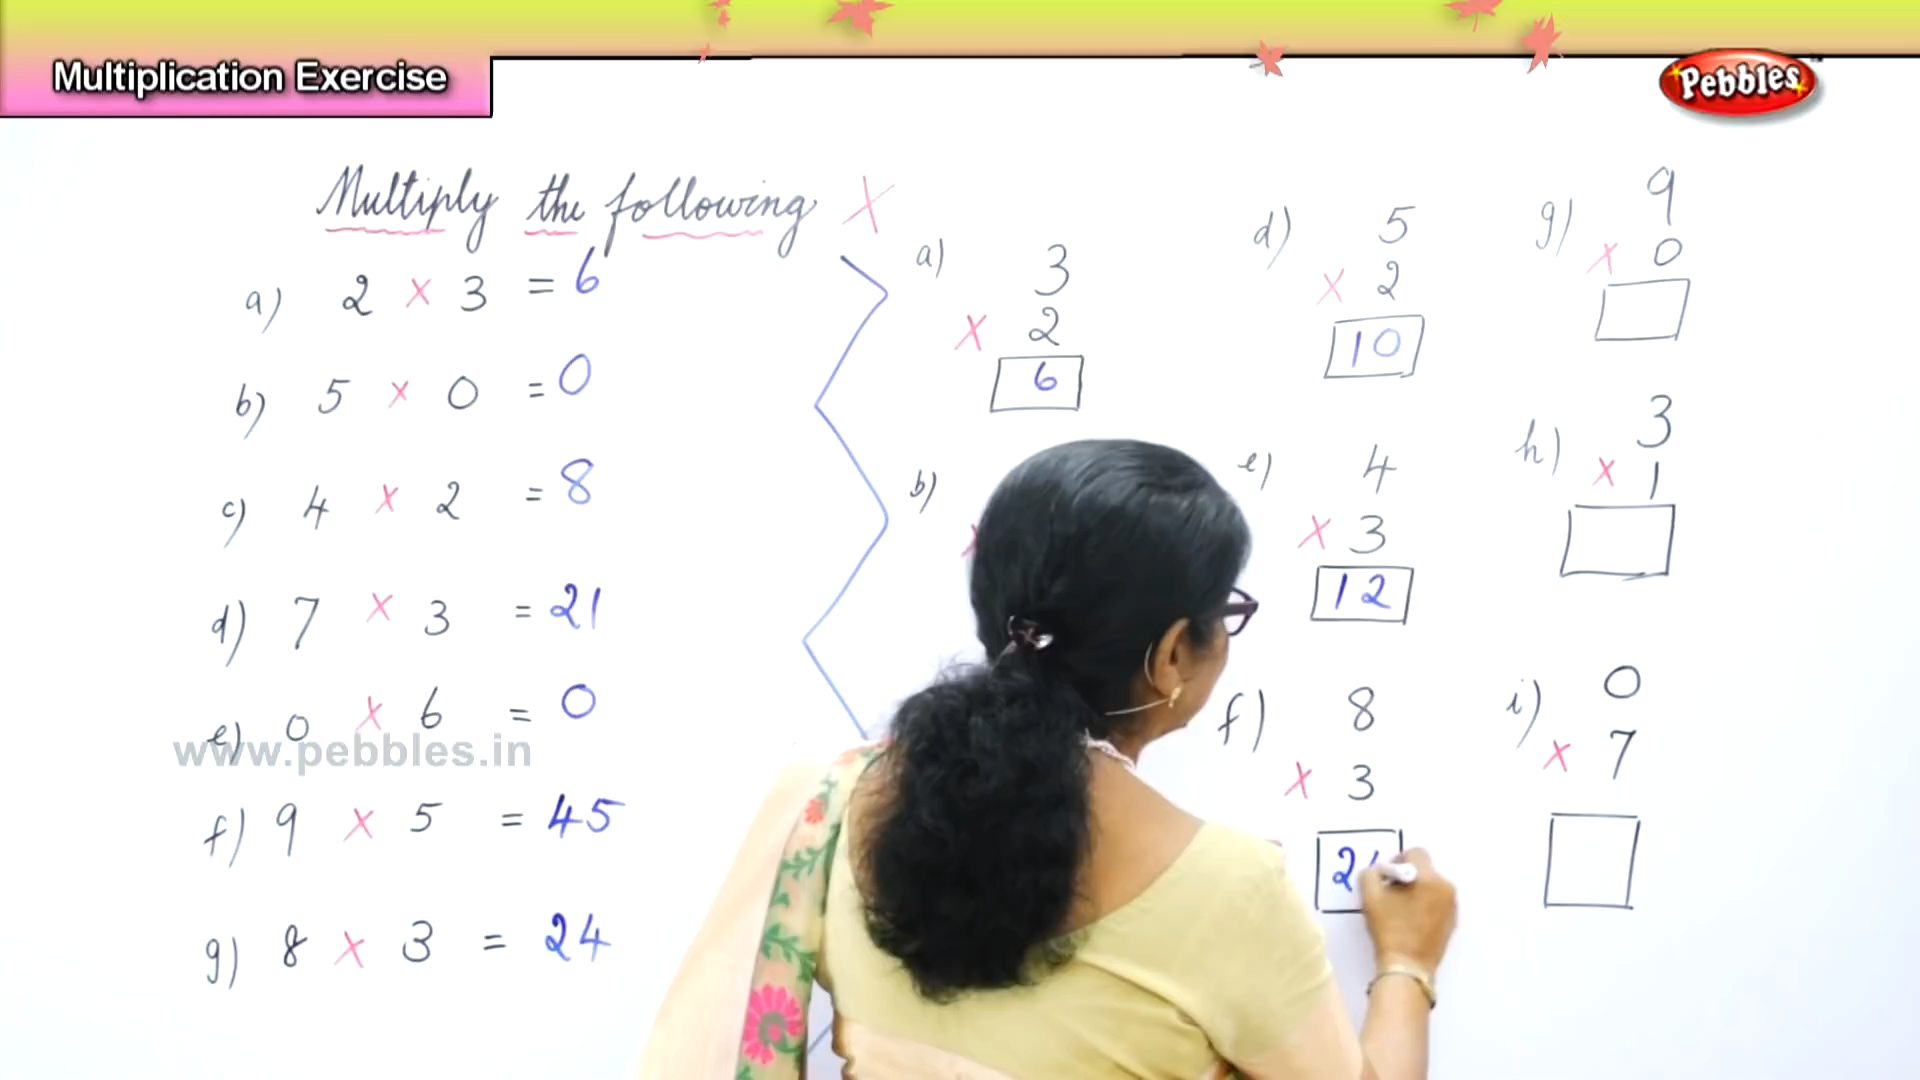 Multiplication Exercise
Pebbles
Multiply the following X
a) 2 × 3 = 6
b) 5 × 0 = 0
c) 4 × 2 = 8
d) 7 × 3 = 21
e) 0 × 6 = 0
www.pebbles.in
f) 9 × 5 = 45
g) 8 × 3 = 24
a) 3
× 2
6
b)
×
d) 5
× 2
10
e) 4
× 3
12
f) 8
× 3
2
g) 9
× 0
h) 3
× 1
i) 0
× 7